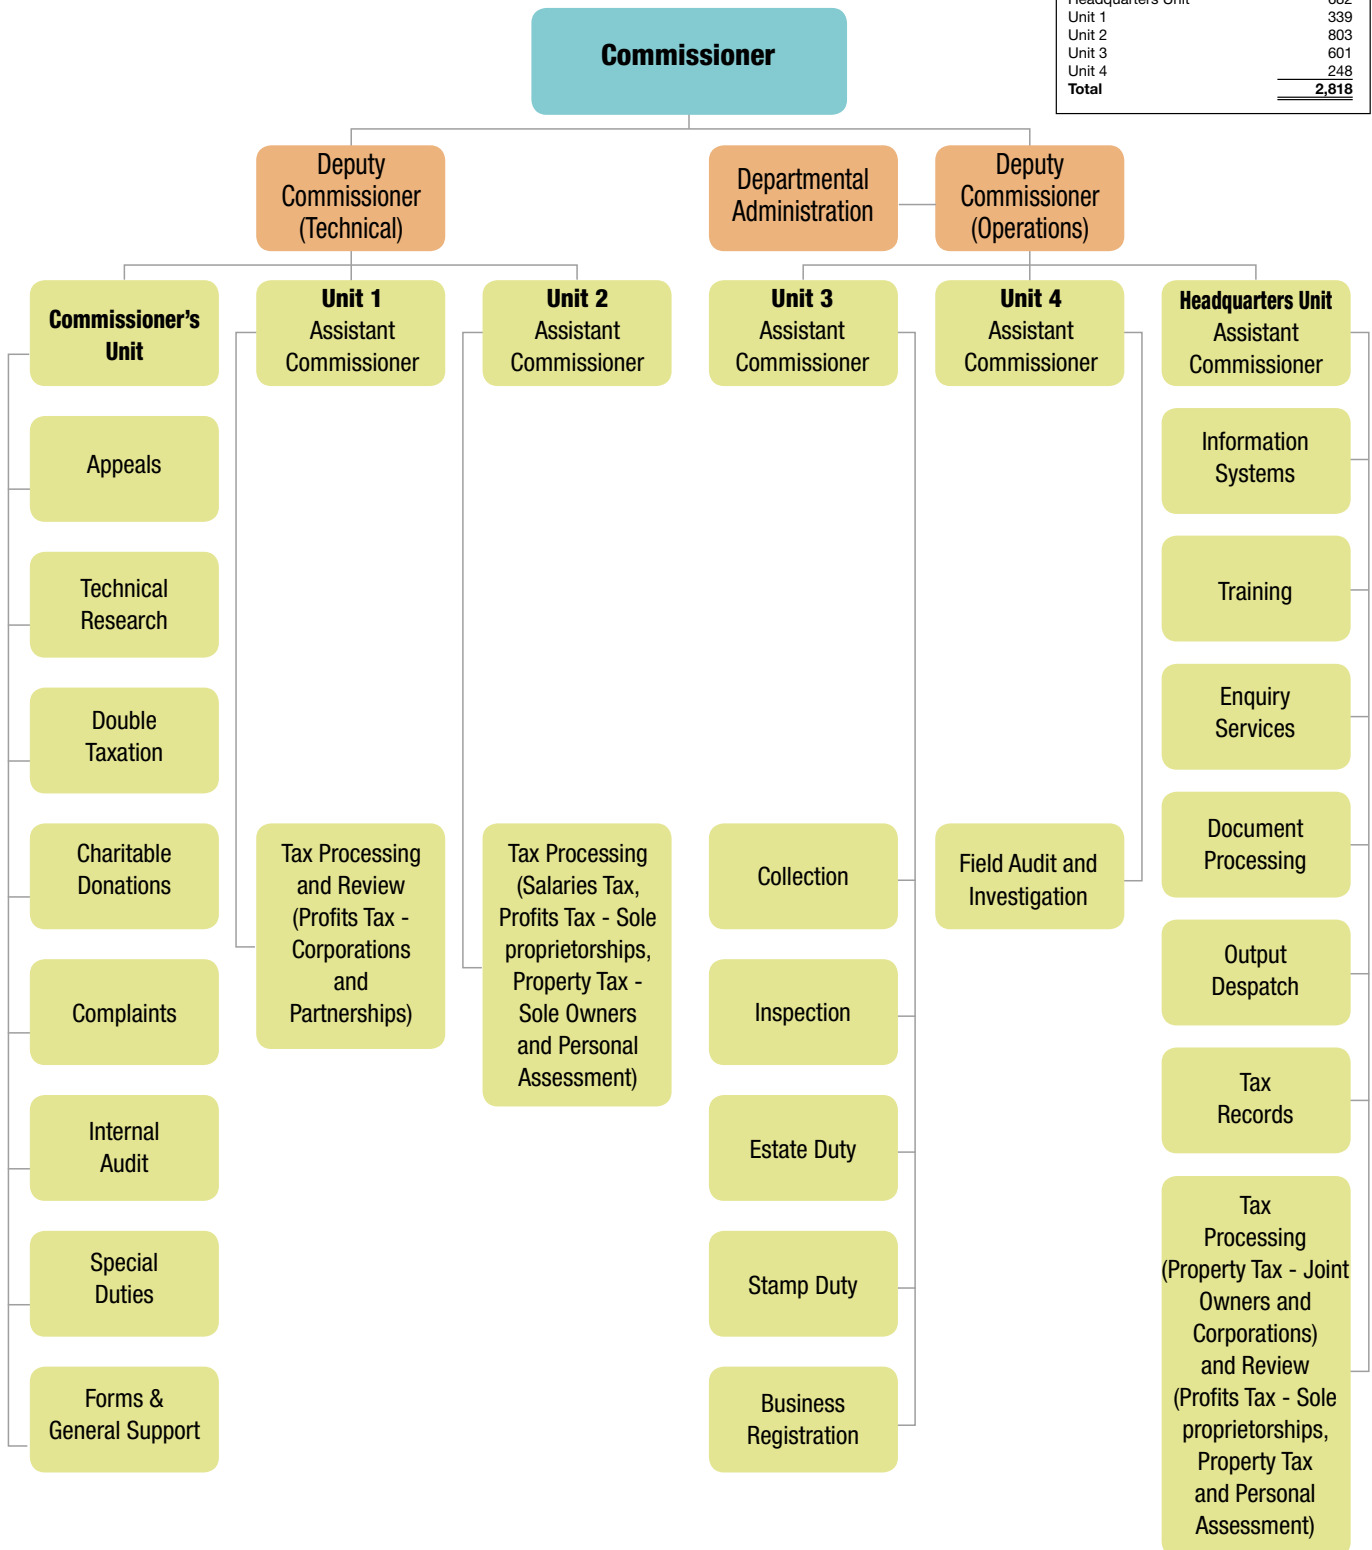 Headquarters Unit
Unit 1 339
Unit 2 803
Unit 3 601
Unit 4 248
Total 2,818
Commissioner
Deputy
Commissioner
(Technical)
Departmental
Administration
Deputy
Commissioner
(Operations)
Commissioner's
Unit
Unit 1
Assistant
Commissioner
Unit 2
Assistant
Commissioner
Unit 3
Assistant
Commissioner
Unit 4
Assistant
Commissioner
Headquarters Unit
Assistant
Commissioner
Appeals
Technical
Research
Double
Taxation
Charitable
Donations
Complaints
Internal
Audit
Special
Duties
Forms &
General Support
Tax Processing
and Review
(Profits Tax -
Corporations
and
Partnerships)
Tax Processing
(Salaries Tax,
Profits Tax - Sole
proprietorships,
Property Tax -
Sole Owners
and Personal
Assessment)
Collection
Inspection
Estate Duty
Stamp Duty
Business
Registration
Field Audit and
Investigation
Information
Systems
Training
Enquiry
Services
Document
Processing
Output
Despatch
Tax
Records
Tax
Processing
(Property Tax - Joint
Owners and
Corporations)
and Review
(Profits Tax - Sole
proprietorships,
Property Tax
and Personal
Assessment)